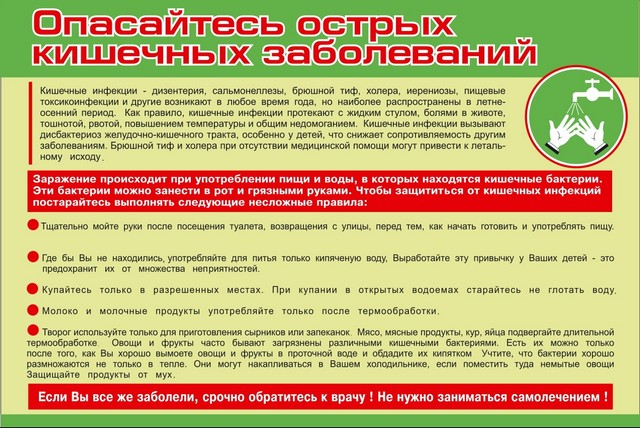 Опасайтесь острых
кишечных заболеваний
Кишечные инфекции - дизентерия, сальмонеллезы, брюшной тиф, холера, иерениозы, пищевые
токсикоинфекции и другие возникают в любое время года, но наиболее распространены в летне-
осенний период. Как правило, кишечные инфекции протекают с жидким стулом, болями в животе,
тошнотой, рвотой, повышением температуры и общим недомоганием. Кишечные инфекции вызывают
дисбактериоз желудочно-кишечного тракта, особенно у детей, что снижает сопротивляемость другим
заболеваниям. Брюшной тиф и холера при отсутствии медицинской помощи могут привести к леталь-
ному исходу.
Заражение происходит при употреблении пищи и воды, в которых находятся кишечные бактерии.
Эти бактерии можно занести в рот и грязными руками. Чтобы защититься от кишечных инфекций
постарайтесь выполнять следующие несложные правила:
Тщательно мойте руки после посещения туалета, возвращения с улицы, перед тем, как начать готовить и употреблять пищу.
Где бы Вы не находились, употребляйте для питья только кипяченую воду, Выработайте эту привычку у Ваших детей - это
предохранит их от множества неприятностей.
Купайтесь только в разрешенных местах. При купании в открытых водоемах старайтесь не глотать воду.
Молоко и молочные продукты употребляйте только после термообработки.
Творог используйте только для приготовления сырников или запеканок. Мясо, мясные продукты, кур, яйца подвергайте длительной
термообработке. Овощи и фрукты часто бывают загрязнены различными кишечными бактериями. Есть их можно только
после того, как Вы хорошо вымоете овощи и фрукты в проточной воде и обдадите их кипятком. Учтите, что бактерии хорошо
размножаются не только в тепле. Они могут накапливаться в Вашем холодильнике, если поместить туда немытые овощи
Защищайте продукты от мух.
Если Вы все же заболели, срочно обратитесь к врачу ! Не нужно заниматься самолечением !